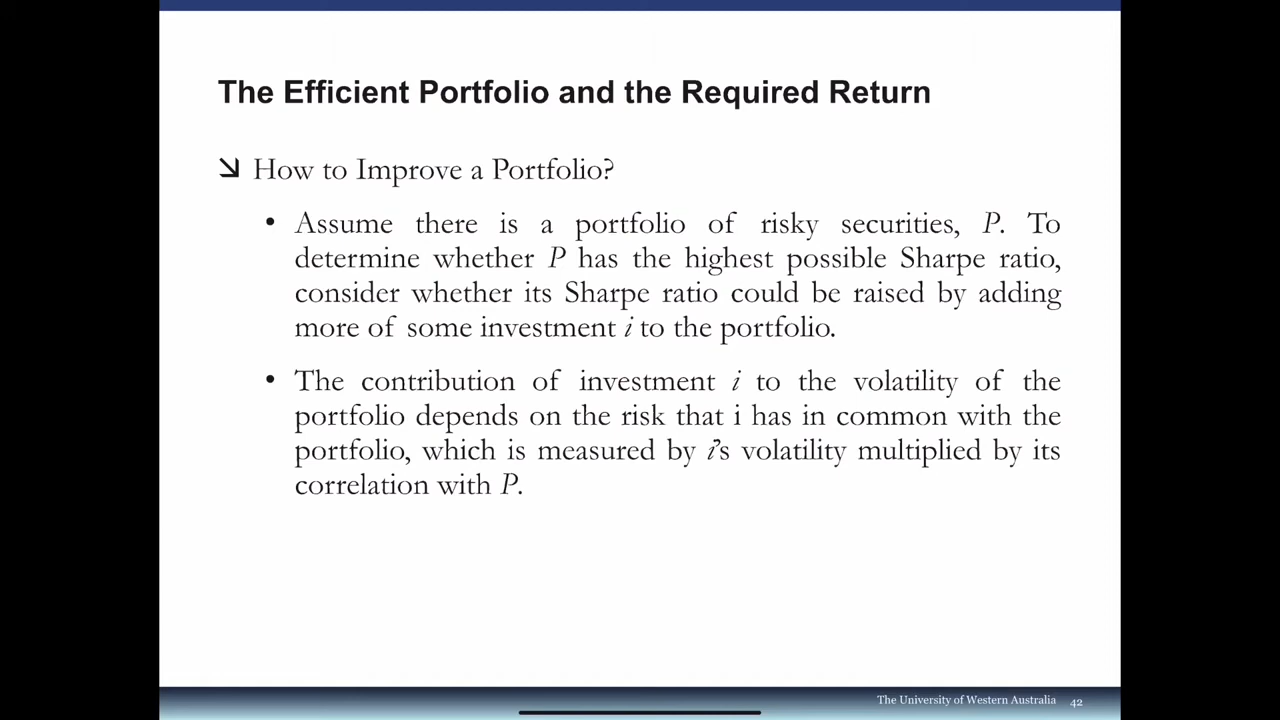 The Efficient Portfolio and the Required Return
How to Improve a Portfolio?
• Assume there is a portfolio of risky securities, P. To
determine whether P has the highest possible Sharpe ratio,
consider whether its Sharpe ratio could be raised by adding
more of some investment i to the portfolio.
• The contribution of investment i to the volatility of the
portfolio depends on the risk that i has in common with the
portfolio, which is measured by i’s volatility multiplied by its
correlation with P.
The University of Western Australia 42